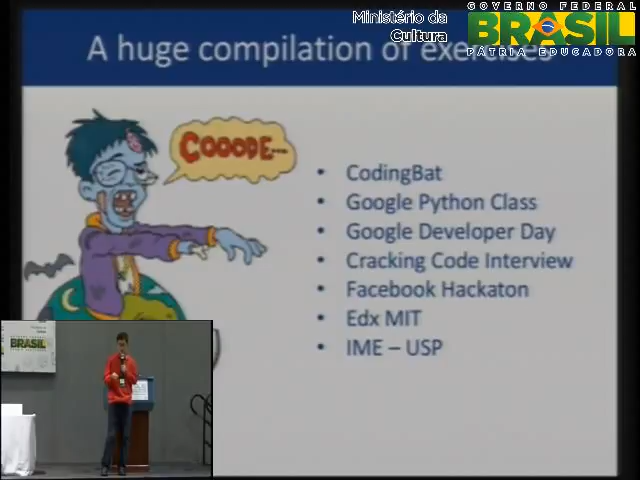 Ministério da
Cultura
GOVERNO FEDERAL
BRASIL
PÁTRIA EDUCADORA
A huge compilation of exercises
COOODE...
• CodingBat
• Google Python Class
• Google Developer Day
• Cracking Code Interview
• Facebook Hackaton
• Edx MIT
• IME – USP
BRASIL